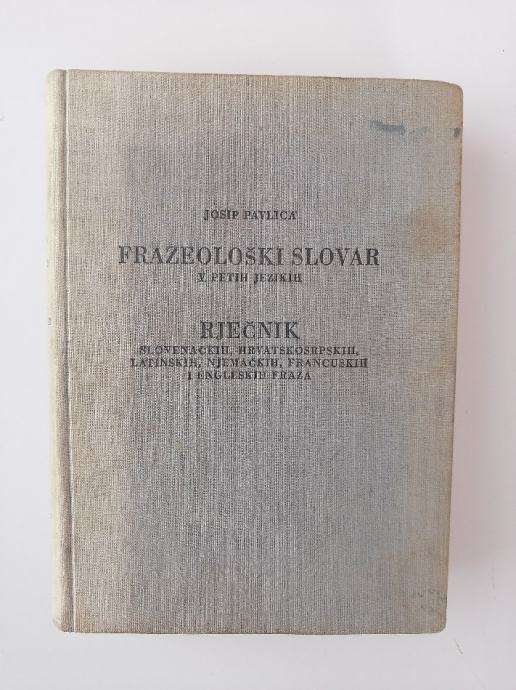 JOSIP PAVLICA
FRAZEOLOŠKI SLOVAR
V PETIH JEZIKIH
RJEČNIK
SLOVENAČKIH, HRVATSKOSRPSKIH,
LATINSKIH, NJEMAČKIH, FRANCUSKIH
I ENGLESKIH FRAZA